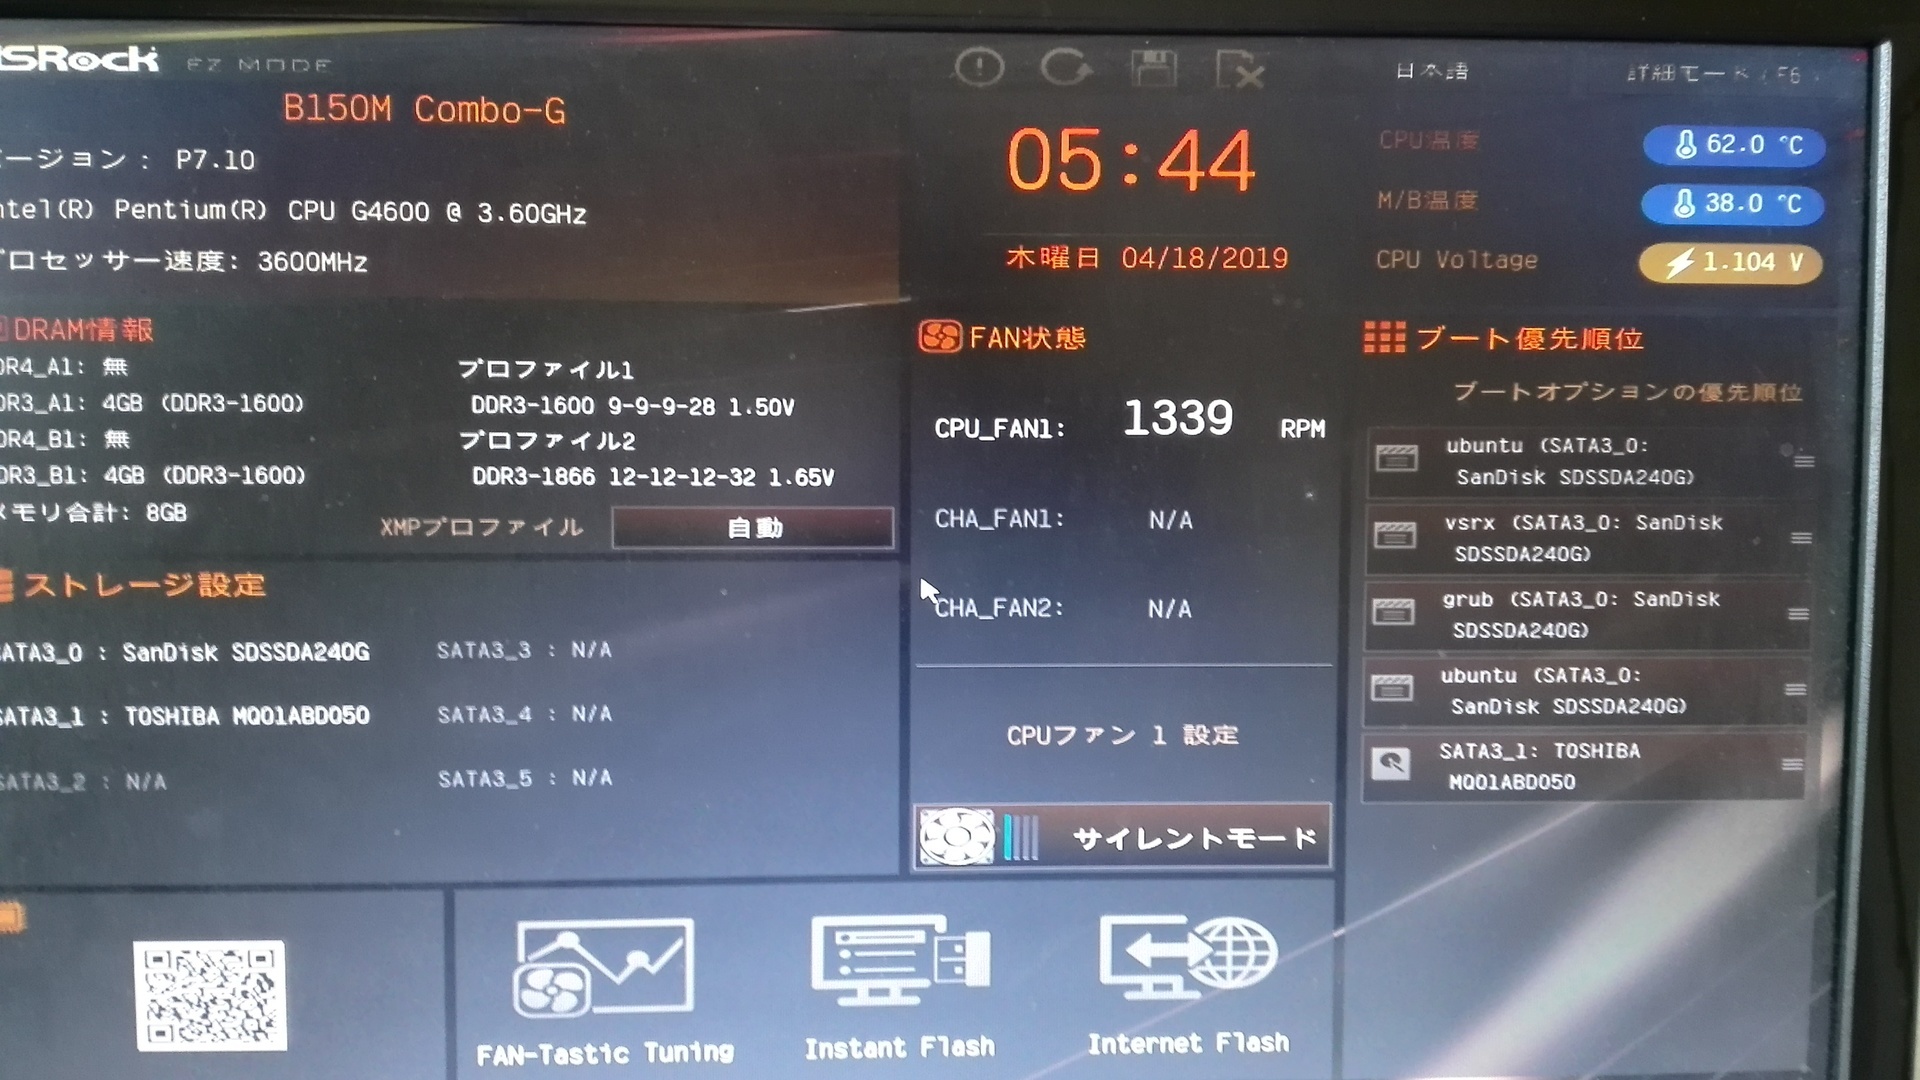 SRock EZ MODE
日本語
詳細モード / F6
B150M Combo-G
ージョン : P7.10
ntel(R) Pentium(R) CPU G4600 @ 3.60GHz
プロセッサー速度: 3600MHz
05:44
木曜日 04/18/2019
CPU温度 62.0 °C
M/B温度 38.0 °C
CPU Voltage 1.104 V
DRAM情報
DR4_A1: 無
DR3_A1: 4GB (DDR3-1600)
DR4_B1: 無
DR3_B1: 4GB (DDR3-1600)
メモリ合計: 8GB
プロファイル1
DDR3-1600 9-9-9-28 1.50V
プロファイル2
DDR3-1866 12-12-12-32 1.65V
XMPプロファイル 自動
ストレージ設定
SATA3_0 : SanDisk SDSSDA240G
SATA3_1 : TOSHIBA MQ01ABD050
SATA3_2 : N/A
SATA3_3 : N/A
SATA3_4 : N/A
SATA3_5 : N/A
FAN状態
CPU_FAN1: 1339 RPM
CHA_FAN1: N/A
CHA_FAN2: N/A
CPUファン 1 設定
サイレントモード
ブート優先順位
ブートオプションの優先順位
ubuntu (SATA3_0:
SanDisk SDSSDA240G)
vsrx (SATA3_0: SanDisk
SDSSDA240G)
grub (SATA3_0: SanDisk
SDSSDA240G)
ubuntu (SATA3_0:
SanDisk SDSSDA240G)
SATA3_1: TOSHIBA
MQ01ABD050
FAN-Tastic Tuning
Instant Flash
Internet Flash